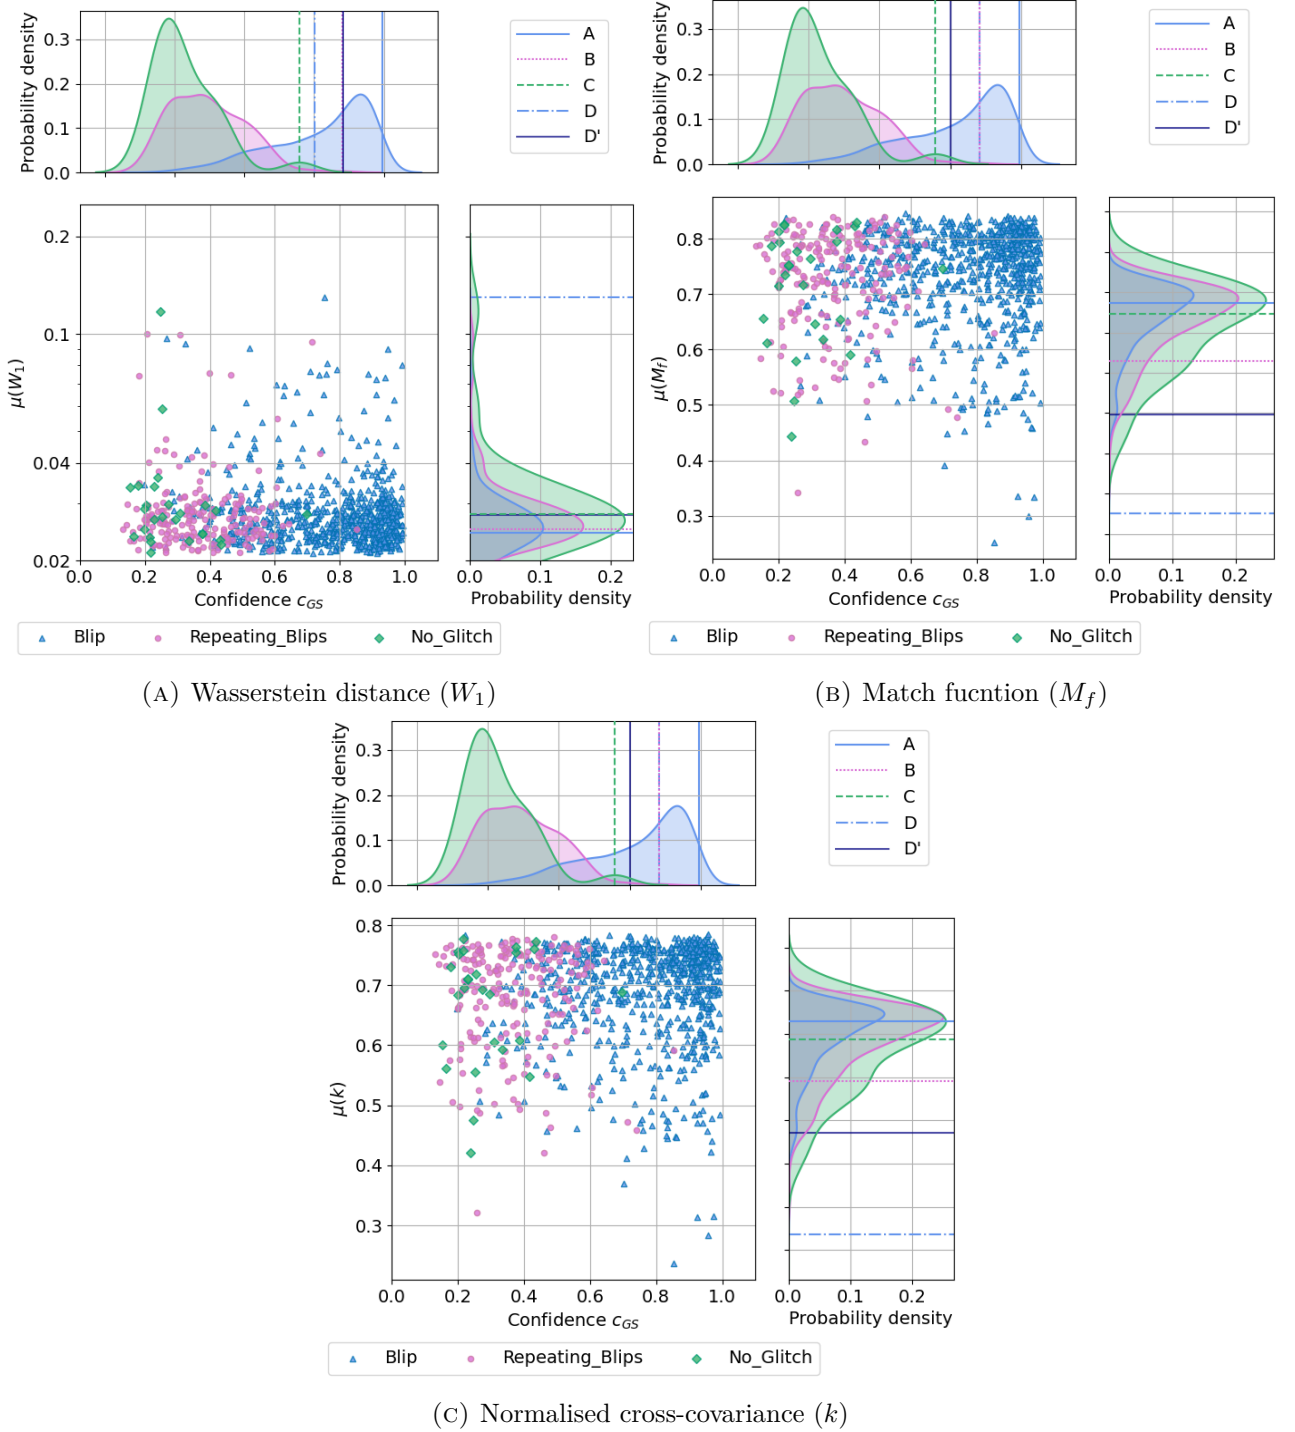 Probability density
0.3
0.2
0.1
0.0
A
B
C
D
D'
μ(W₁)
0.2
0.1
0.04
0.02
0.0 0.2 0.4 0.6 0.8 1.0
Confidence c_GS
0.0 0.1 0.2
Probability density
Blip Repeating_Blips No_Glitch
(A) Wasserstein distance (W₁)
Probability density
0.3
0.2
0.1
0.0
A
B
C
D
D'
μ(M_f)
0.8
0.7
0.6
0.5
0.4
0.3
0.0 0.2 0.4 0.6 0.8 1.0
Confidence c_GS
0.0 0.1 0.2
Probability density
Blip Repeating_Blips No_Glitch
(B) Match fucntion (M_f)
Probability density
0.3
0.2
0.1
0.0
A
B
C
D
D'
μ(k)
0.8
0.7
0.6
0.5
0.4
0.3
0.0 0.2 0.4 0.6 0.8 1.0
Confidence c_GS
0.0 0.1 0.2
Probability density
Blip Repeating_Blips No_Glitch
(C) Normalised cross-covariance (k)